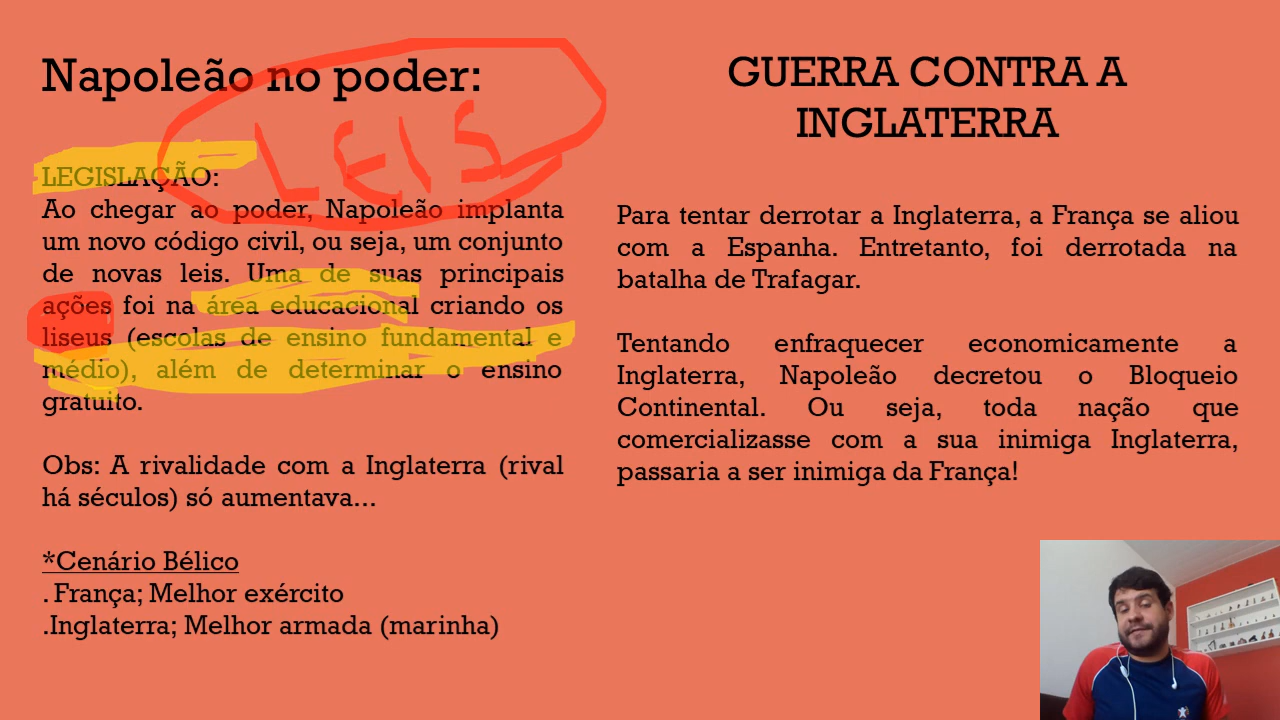 Napoleão no poder:
LEIS
LEGISLAÇÃO:
Ao chegar ao poder, Napoleão implanta
um novo código civil, ou seja, um conjunto
de novas leis. Uma de suas principais
ações foi na área educacional criando os
liseus (escolas de ensino fundamental e
médio), além de determinar o ensino
gratuito.
Obs: A rivalidade com a Inglaterra (rival
há séculos) só aumentava...
*Cenário Bélico
. França; Melhor exército
.Inglaterra; Melhor armada (marinha)
GUERRA CONTRA A
INGLATERRA
Para tentar derrotar a Inglaterra, a França se aliou
com a Espanha. Entretanto, foi derrotada na
batalha de Trafagar.
Tentando enfraquecer economicamente a
Inglaterra, Napoleão decretou o Bloqueio
Continental. Ou seja, toda nação que
comercializasse com a sua inimiga Inglaterra,
passaria a ser inimiga da França!